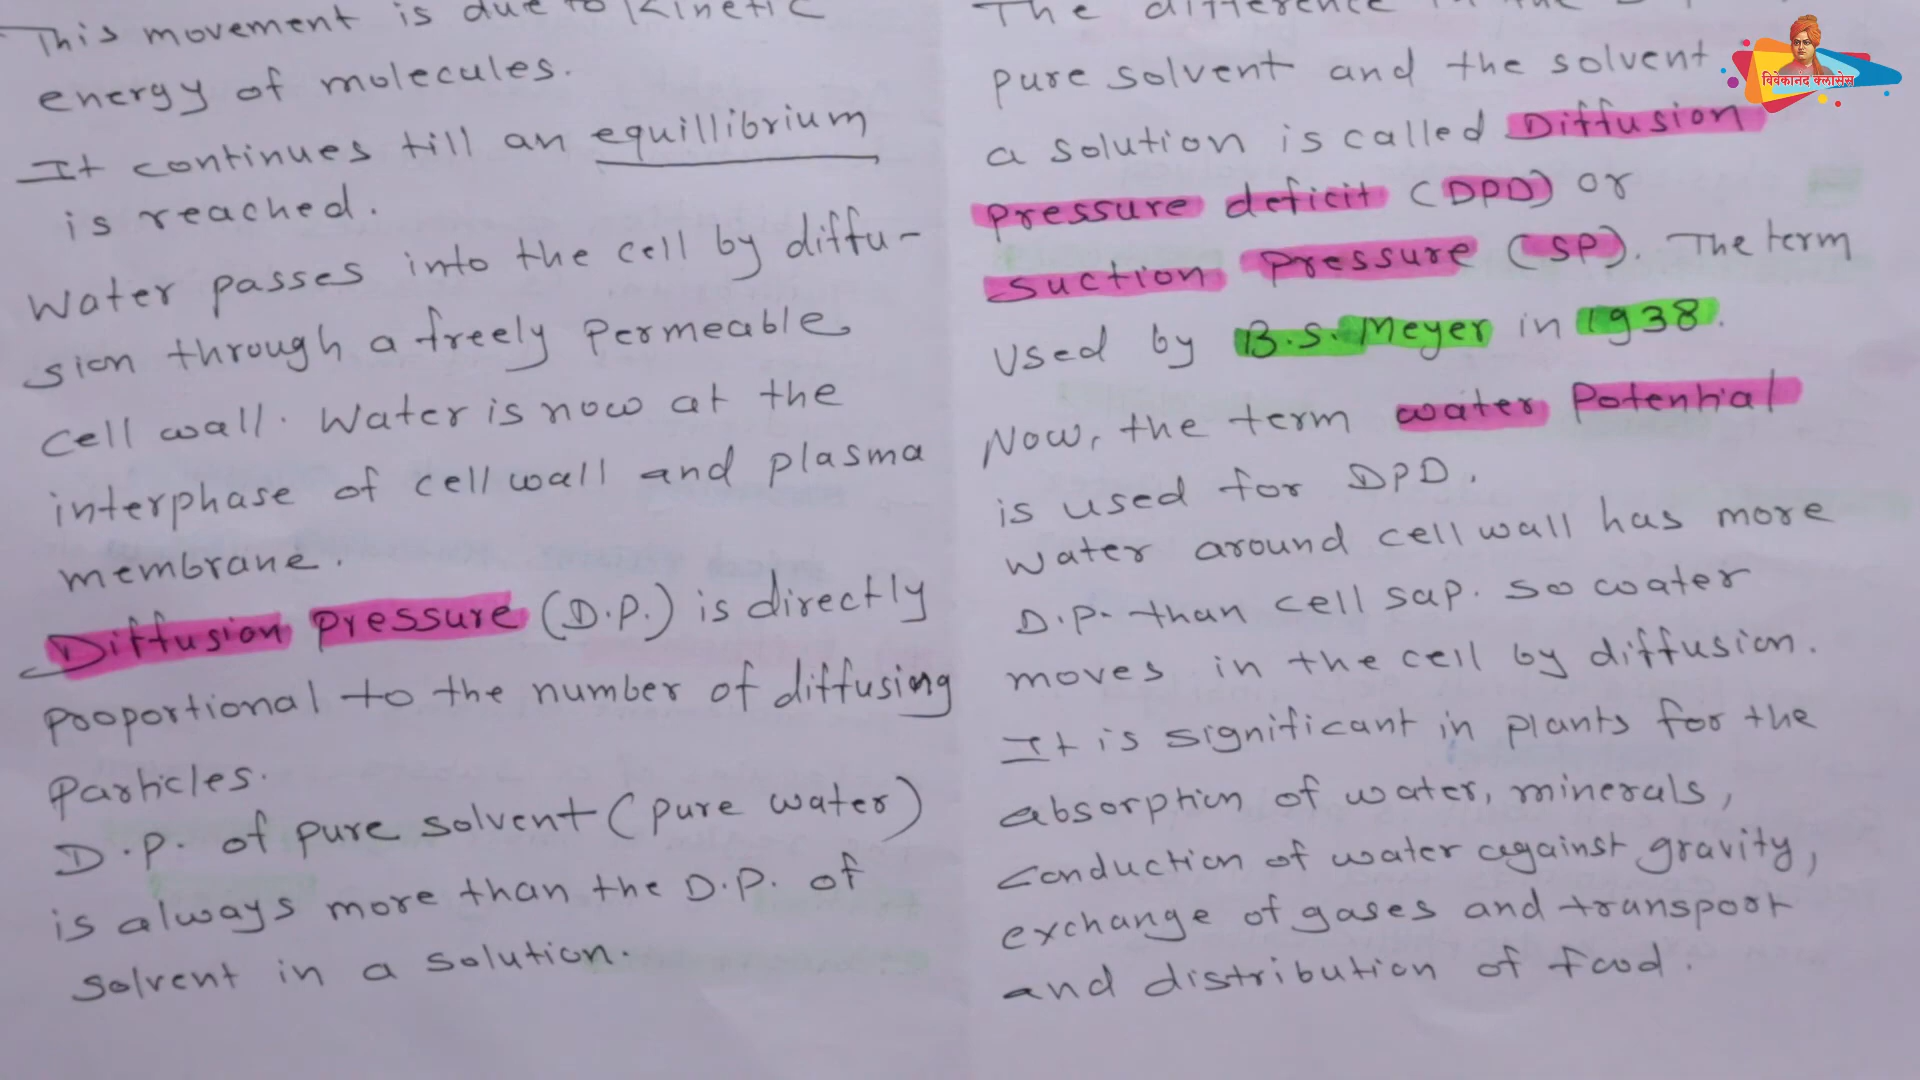 This movement is due to Kinetic
energy of molecules.
It continues till an equillibrium
is reached.
Water passes into the cell by diffu-
sion through a freely Permeable
cell wall. Water is now at the
interphase of cell wall and plasma
membrane.
Diffusion pressure (D.P.) is directly
proportional to the number of diffusing
Particles.
D.P. of pure solvent (pure water)
is always more than the D.P. of
solvent in a solution.
The difference in the
pure solvent and the solvent
a solution is called Diffusion
pressure deficit (DPD) or
suction pressure (SP). The term
Used by B.S. Meyer in 1938.
Now, the term water Potential
is used for DPD.
Water around cell wall has more
D.P. than cell sap. so water
moves in the cell by diffusion.
It is significant in plants for the
absorption of water, minerals,
conduction of water against gravity,
exchange of gases and transport
and distribution of food.
विवेकानंद क्लासेस